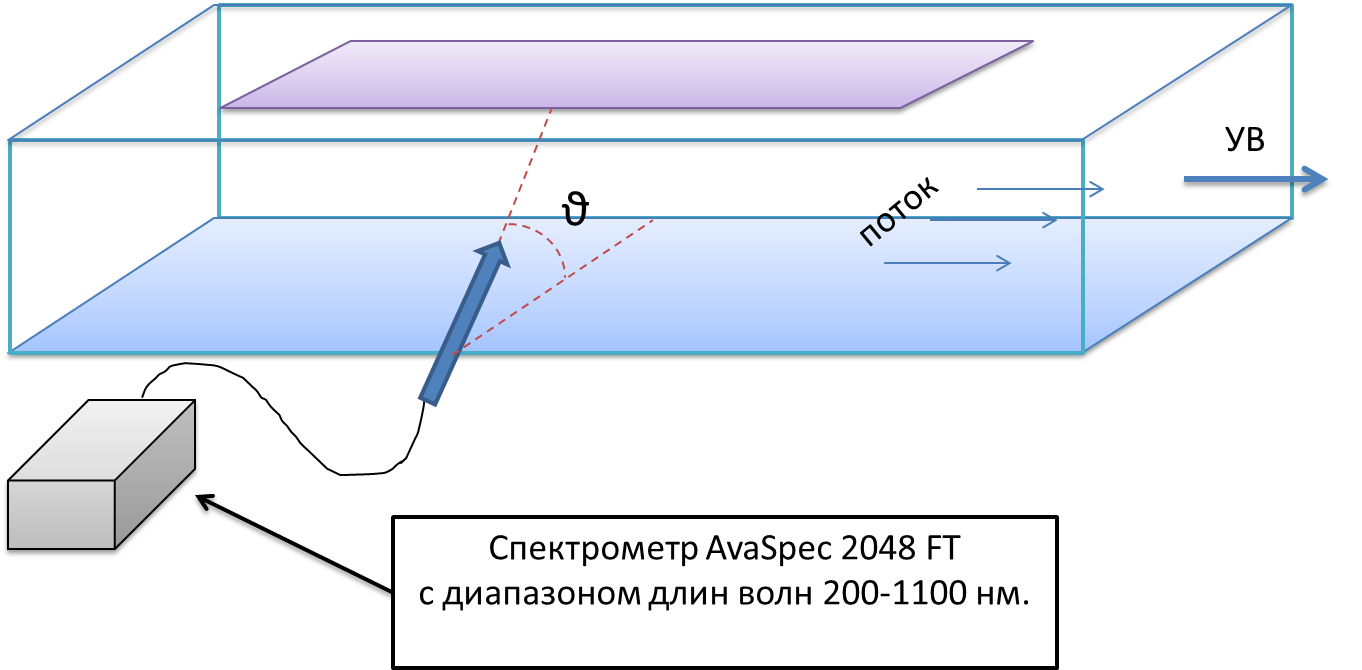 УВ
ϑ
поток
Спектрометр AvaSpec 2048 FT
с диапазоном длин волн 200-1100 нм.